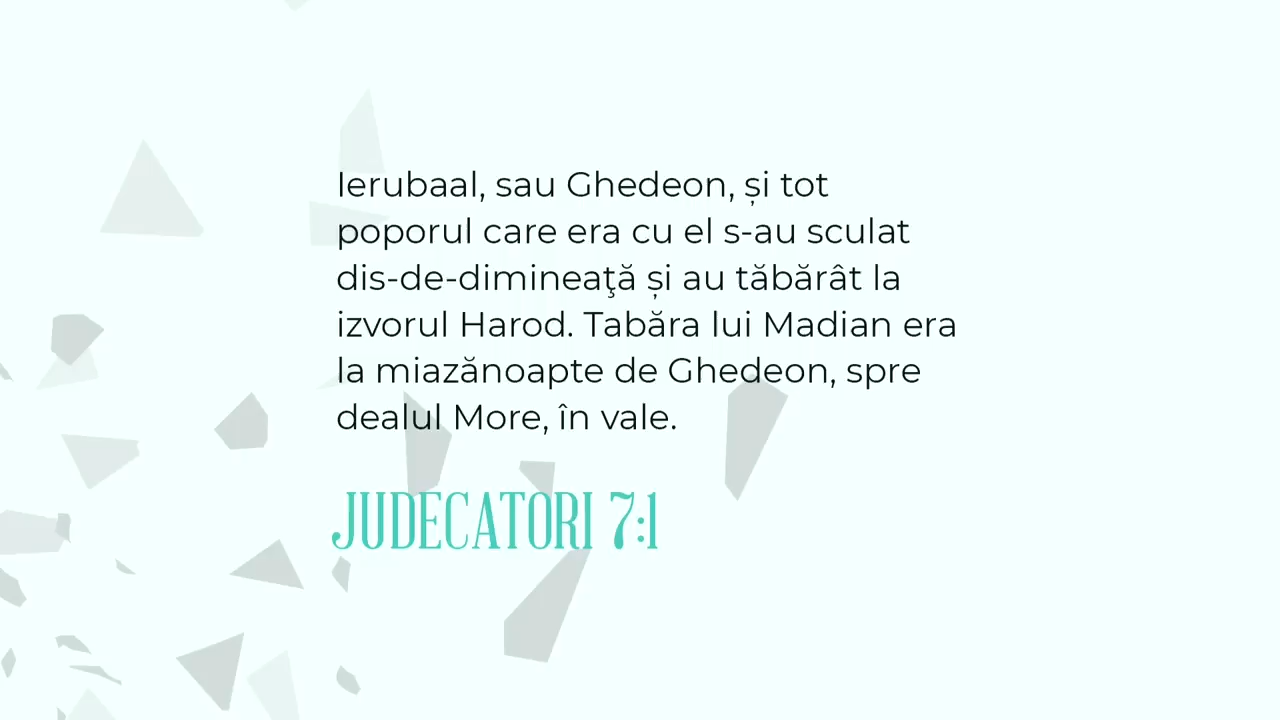 Ierubaal, sau Ghedeon, și tot
poporul care era cu el s-au sculat
dis-de-dimineaţă și au tăbărât la
izvorul Harod. Tabăra lui Madian era
la miazănoapte de Ghedeon, spre
dealul More, în vale.
JUDECATORI 7:1